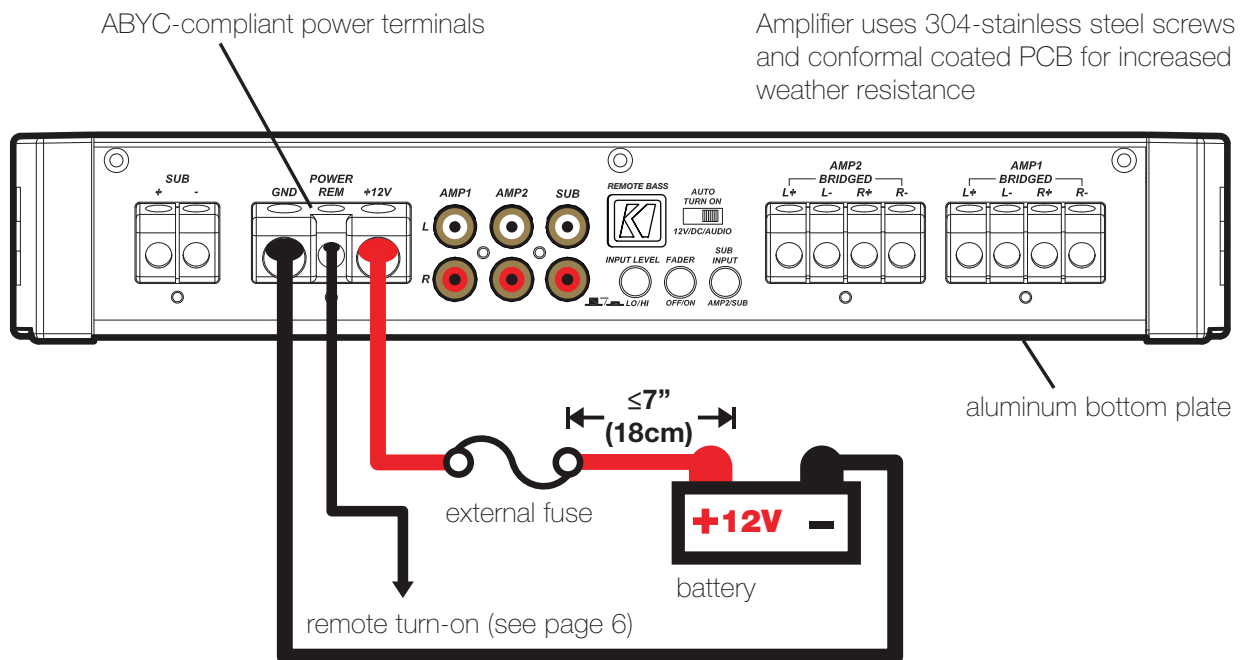 ABYC-compliant power terminals
Amplifier uses 304-stainless steel screws
and conformal coated PCB for increased
weather resistance
SUB
+ -
POWER
GND REM +12V
AMP1 AMP2 SUB
L
R
REMOTE BASS
AUTO
TURN ON
12V/DC/AUDIO
INPUT LEVEL
LO/HI
FADER
OFF/ON
SUB
INPUT
AMP2/SUB
AMP2
BRIDGED
L+ L- R+ R-
AMP1
BRIDGED
L+ L- R+ R-
aluminum bottom plate
≤7”
(18cm)
external fuse
+12V −
battery
remote turn-on (see page 6)